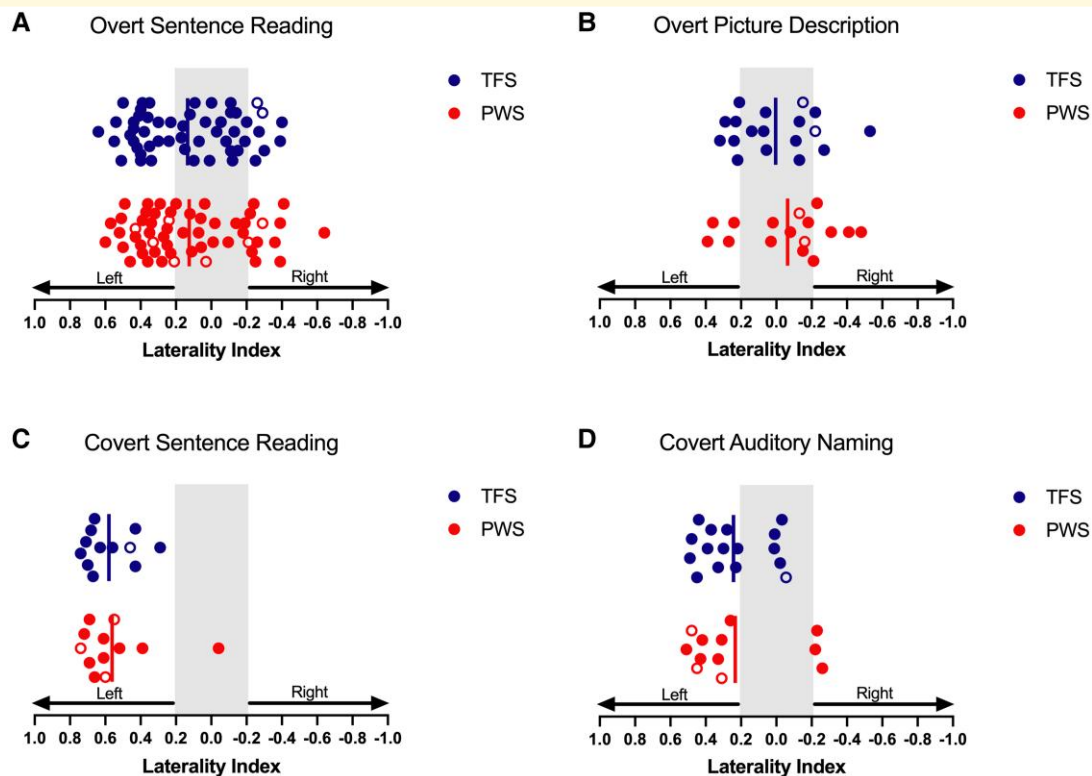 A
Overt Sentence Reading
TFS
PWS
Left
Right
1.0 0.8 0.6 0.4 0.2 0.0 -0.2 -0.4 -0.6 -0.8 -1.0
Laterality Index
B
Overt Picture Description
TFS
PWS
Left
Right
1.0 0.8 0.6 0.4 0.2 0.0 -0.2 -0.4 -0.6 -0.8 -1.0
Laterality Index
C
Covert Sentence Reading
TFS
PWS
Left
Right
1.0 0.8 0.6 0.4 0.2 0.0 -0.2 -0.4 -0.6 -0.8 -1.0
Laterality Index
D
Covert Auditory Naming
TFS
PWS
Left
Right
1.0 0.8 0.6 0.4 0.2 0.0 -0.2 -0.4 -0.6 -0.8 -1.0
Laterality Index